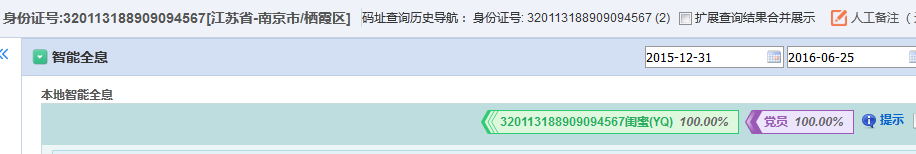 身份证号:320113188909094567[江苏省-南京市/栖霞区] 码址查询历史导航： 身份证号: 320113188909094567 (2) 扩展查询结果合并展示 人工备注
智能全息 2015-12-31 2016-06-25
本地智能全息
320113188909094567闺蜜(YQ) 100.00% 党员 100.00% 提示